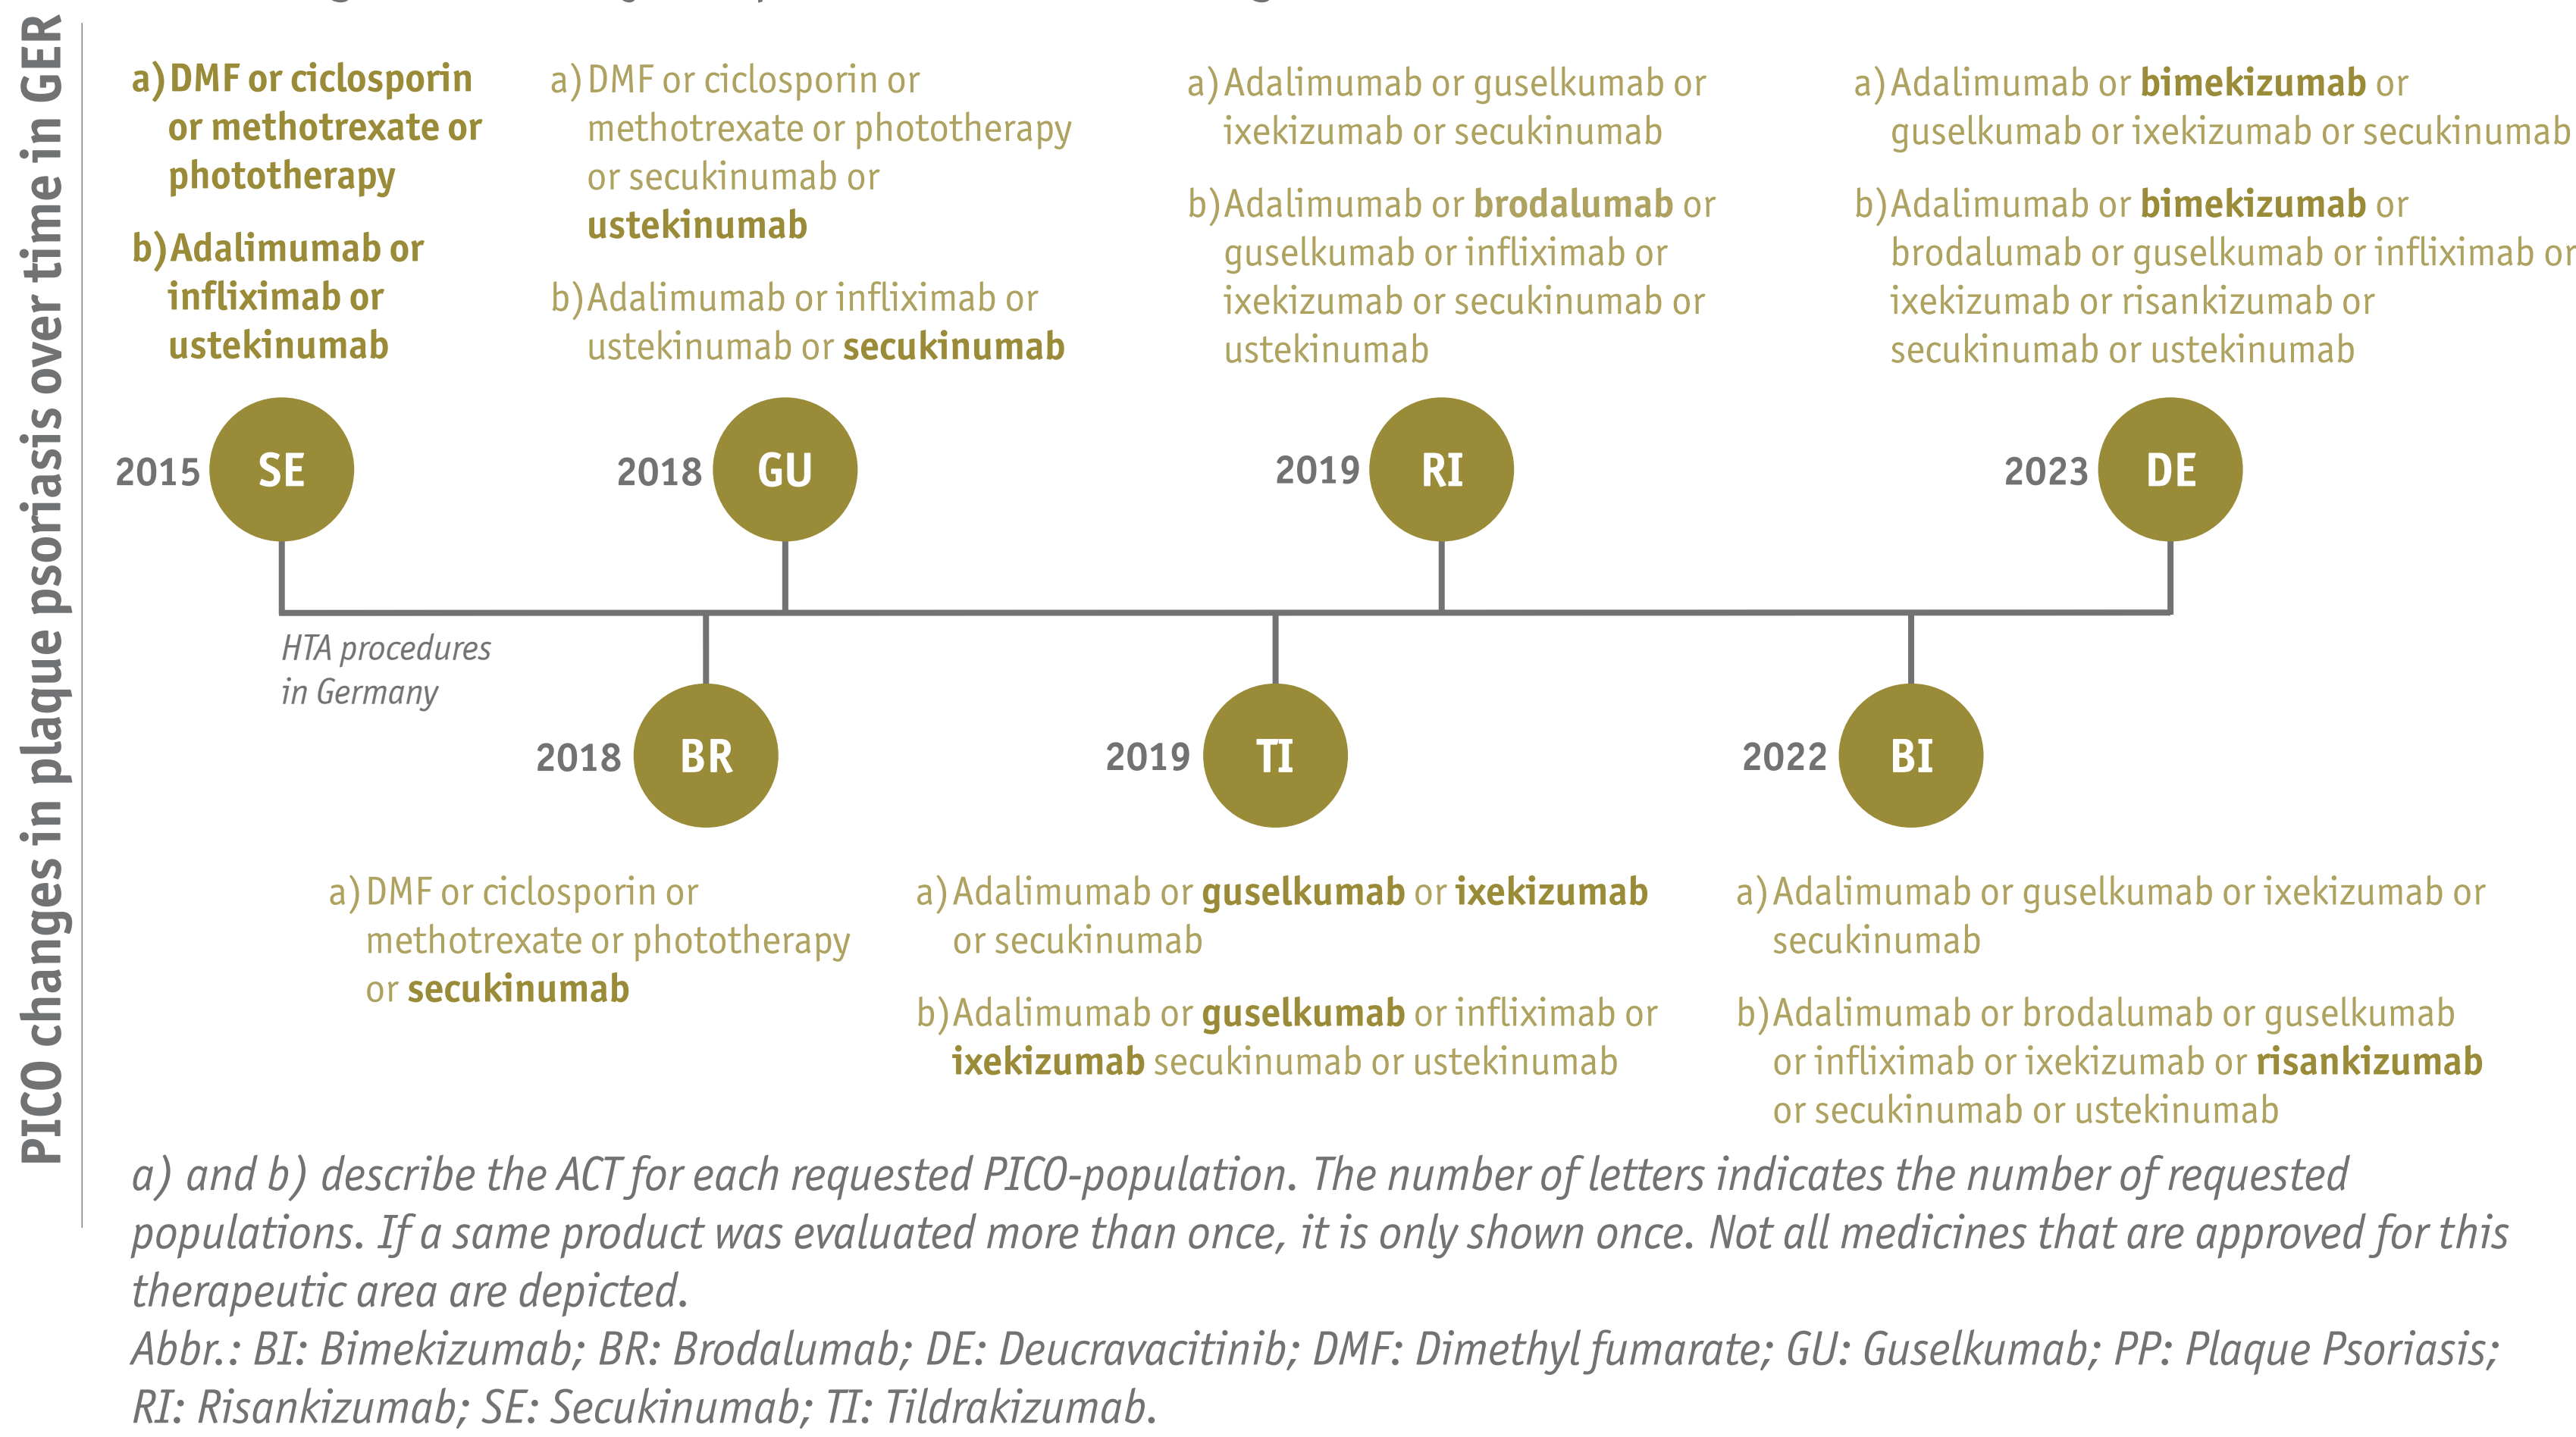 PICO changes in plaque psoriasis over time in GER
a) DMF or ciclosporin
or methotrexate or
phototherapy
b) Adalimumab or
infliximab or
ustekinumab
2015 SE
a) DMF or ciclosporin or
methotrexate or phototherapy
or secukinumab or
ustekinumab
b) Adalimumab or infliximab or
ustekinumab or secukinumab
2018 GU
a) Adalimumab or guselkumab or
ixekizumab or secukinumab
b) Adalimumab or brodalumab or
guselkumab or infliximab or
ixekizumab or secukinumab or
ustekinumab
2019 RI
a) Adalimumab or bimekizumab or
guselkumab or ixekizumab or secukinumab
b) Adalimumab or bimekizumab or
brodalumab or guselkumab or infliximab or
ixekizumab or risankizumab or
secukinumab or ustekinumab
2023 DE
HTA procedures
in Germany
2018 BR
a) DMF or ciclosporin or
methotrexate or phototherapy
or secukinumab
2019 TI
a) Adalimumab or guselkumab or ixekizumab
or secukinumab
b) Adalimumab or guselkumab or infliximab or
ixekizumab secukinumab or ustekinumab
2022 BI
a) Adalimumab or guselkumab or ixekizumab or
secukinumab
b) Adalimumab or brodalumab or guselkumab
or infliximab or ixekizumab or risankizumab
or secukinumab or ustekinumab
a) and b) describe the ACT for each requested PICO-population. The number of letters indicates the number of requested
populations. If a same product was evaluated more than once, it is only shown once. Not all medicines that are approved for this
therapeutic area are depicted.
Abbr.: BI: Bimekizumab; BR: Brodalumab; DE: Deucravacitinib; DMF: Dimethyl fumarate; GU: Guselkumab; PP: Plaque Psoriasis;
RI: Risankizumab; SE: Secukinumab; TI: Tildrakizumab.